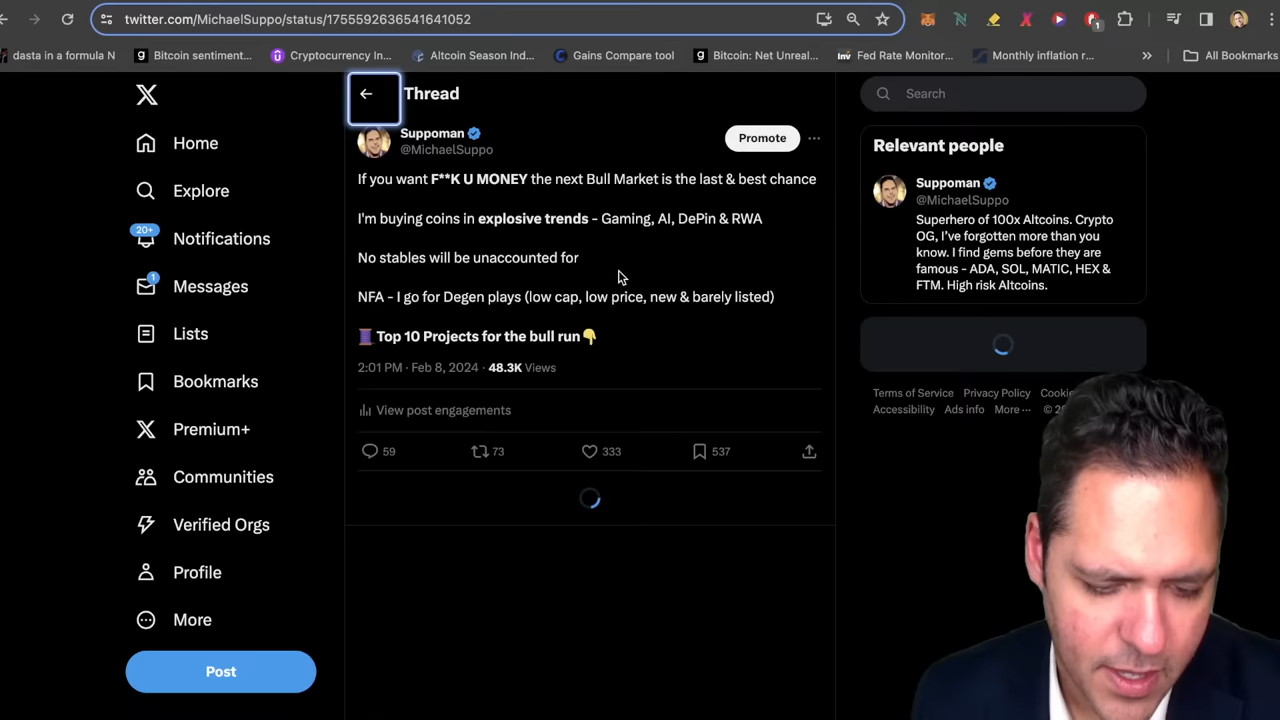 twitter.com/MichaelSuppo/status/1755592636541641052
1
dasta in a formula N
Bitcoin sentiment...
Cryptocurrency In...
Altcoin Season Ind...
Gains Compare tool
Bitcoin: Net Unreal...
Inv Fed Rate Monitor...
Monthly inflation r...
»
All Bookmarks
Home
Explore
20+
Notifications
1
Messages
Lists
Bookmarks
Premium+
Communities
Verified Orgs
Profile
More
Post
Thread
Suppoman
@MichaelSuppo
Promote
If you want F**K U MONEY the next Bull Market is the last & best chance
I'm buying coins in explosive trends - Gaming, AI, DePin & RWA
No stables will be unaccounted for
NFA - I go for Degen plays (low cap, low price, new & barely listed)
🧵Top 10 Projects for the bull run👇
2:01 PM · Feb 8, 2024 · 48.3K Views
View post engagements
59
73
333
537
Search
Relevant people
Suppoman
@MichaelSuppo
Superhero of 100x Altcoins. Crypto
OG, I've forgotten more than you
know. I find gems before they are
famous - ADA, SOL, MATIC, HEX &
FTM. High risk Altcoins.
Terms of Service Privacy Policy Cookie
Accessibility Ads info More ··· © 20